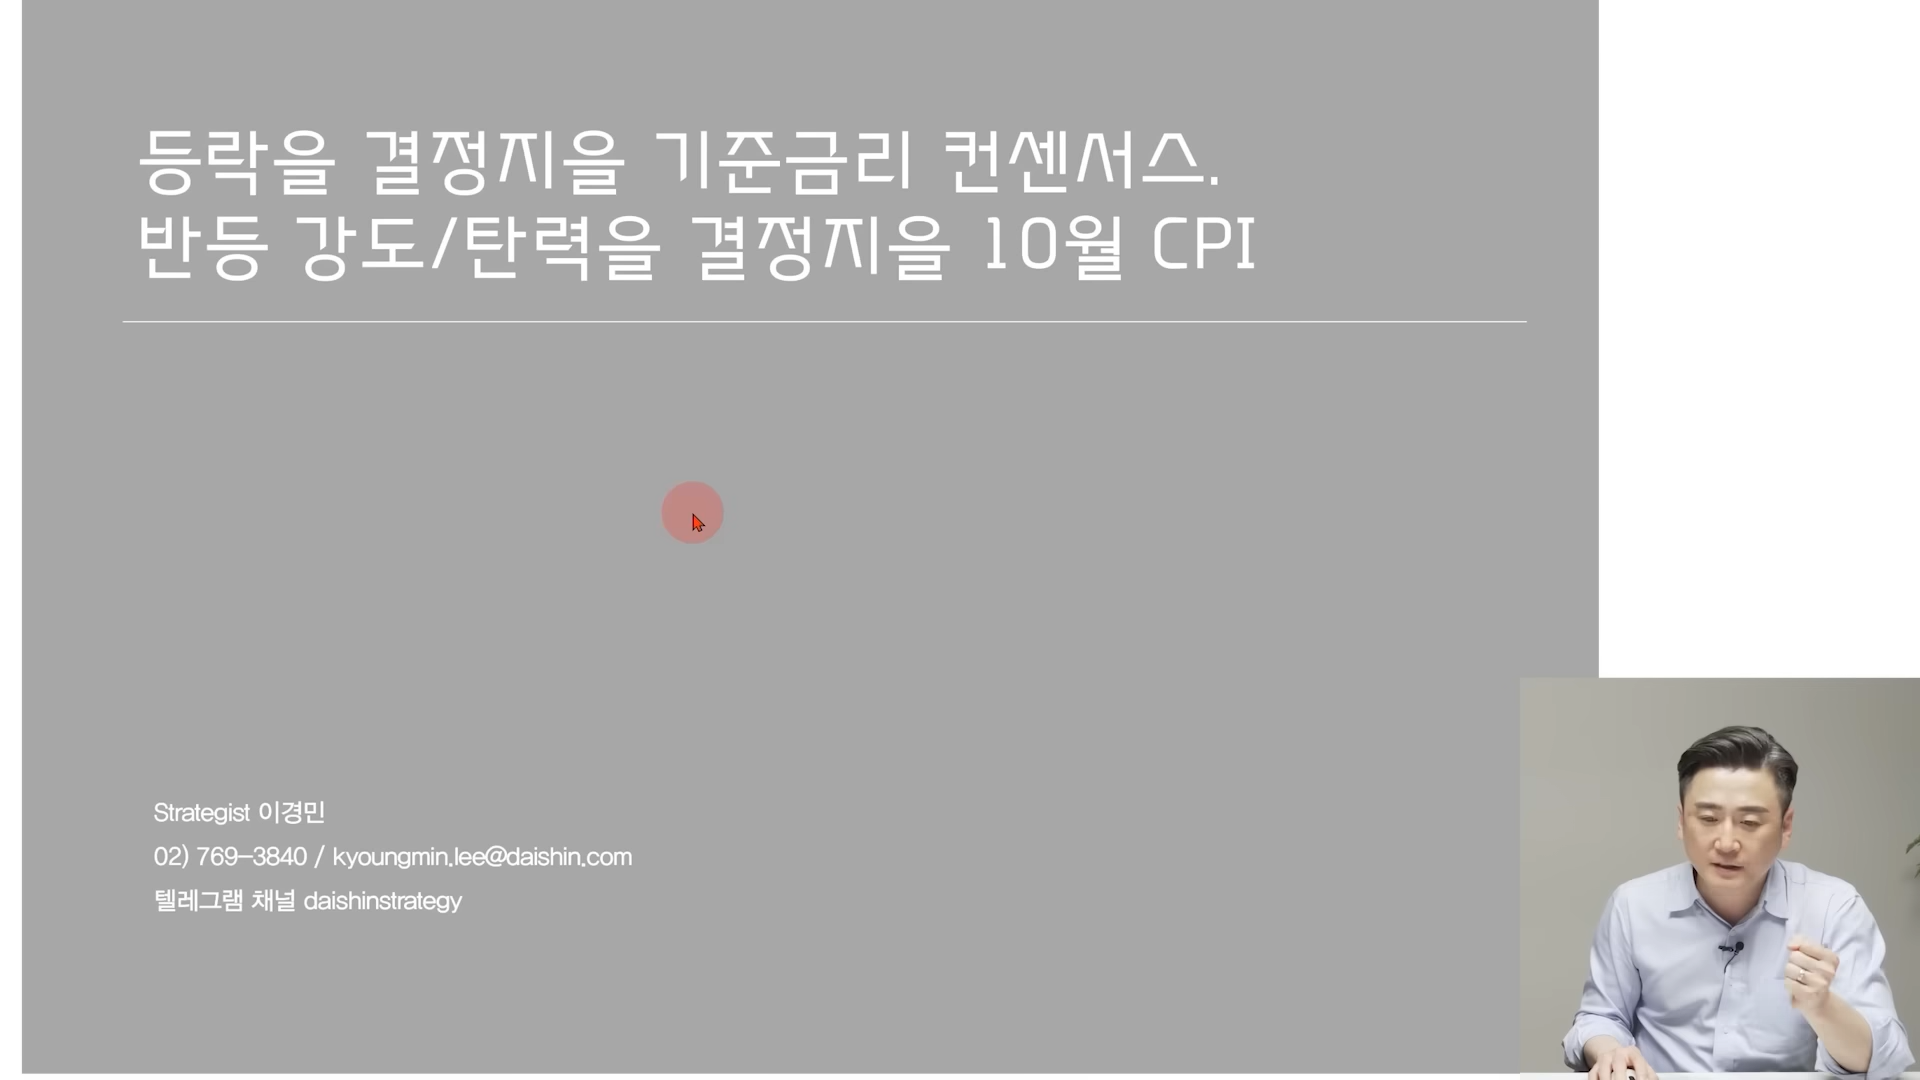 등락을 결정지을 기준금리 컨센서스.
반등 강도/탄력을 결정지을 10월 CPI
Strategist 이경민
02) 769-3840 / kyoungmin.lee@daishin.com
텔레그램 채널 daishinstrategy